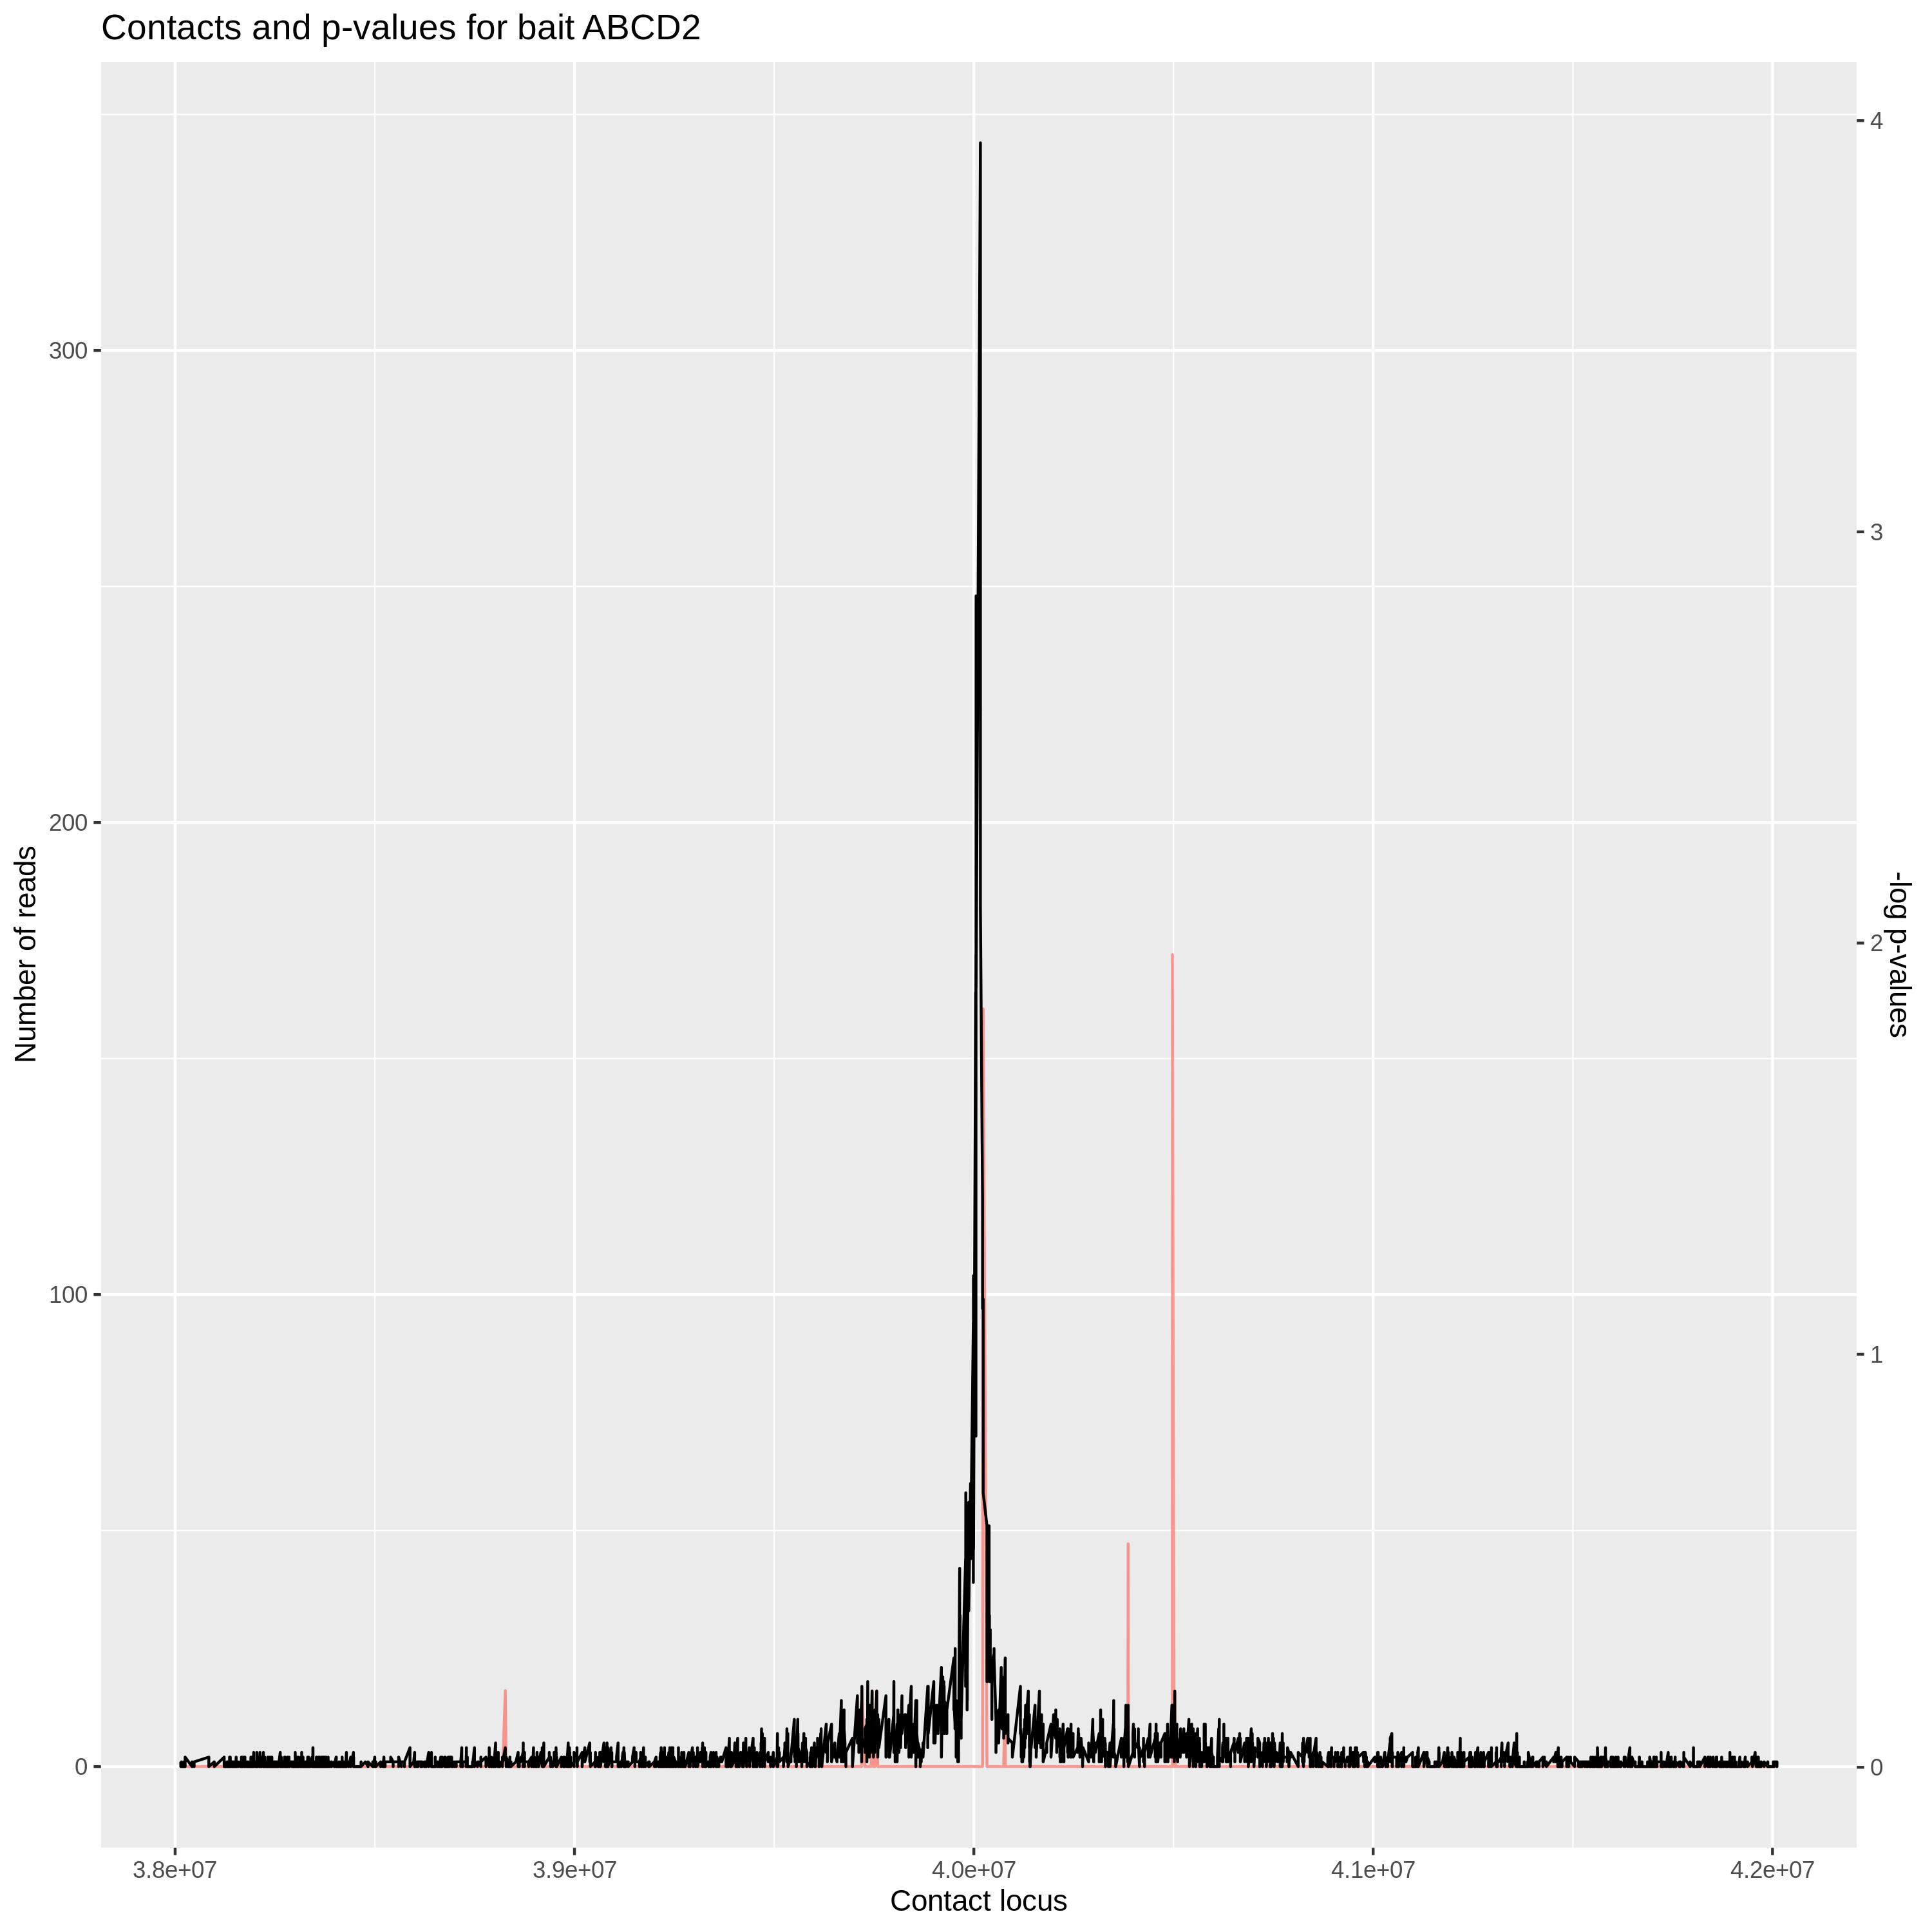 Contacts and p-values for bait ABCD2
Number of reads
300
200
100
0
4
3
2
1
0
-log p-values
3.8e+07
3.9e+07
4.0e+07
4.1e+07
4.2e+07
Contact locus